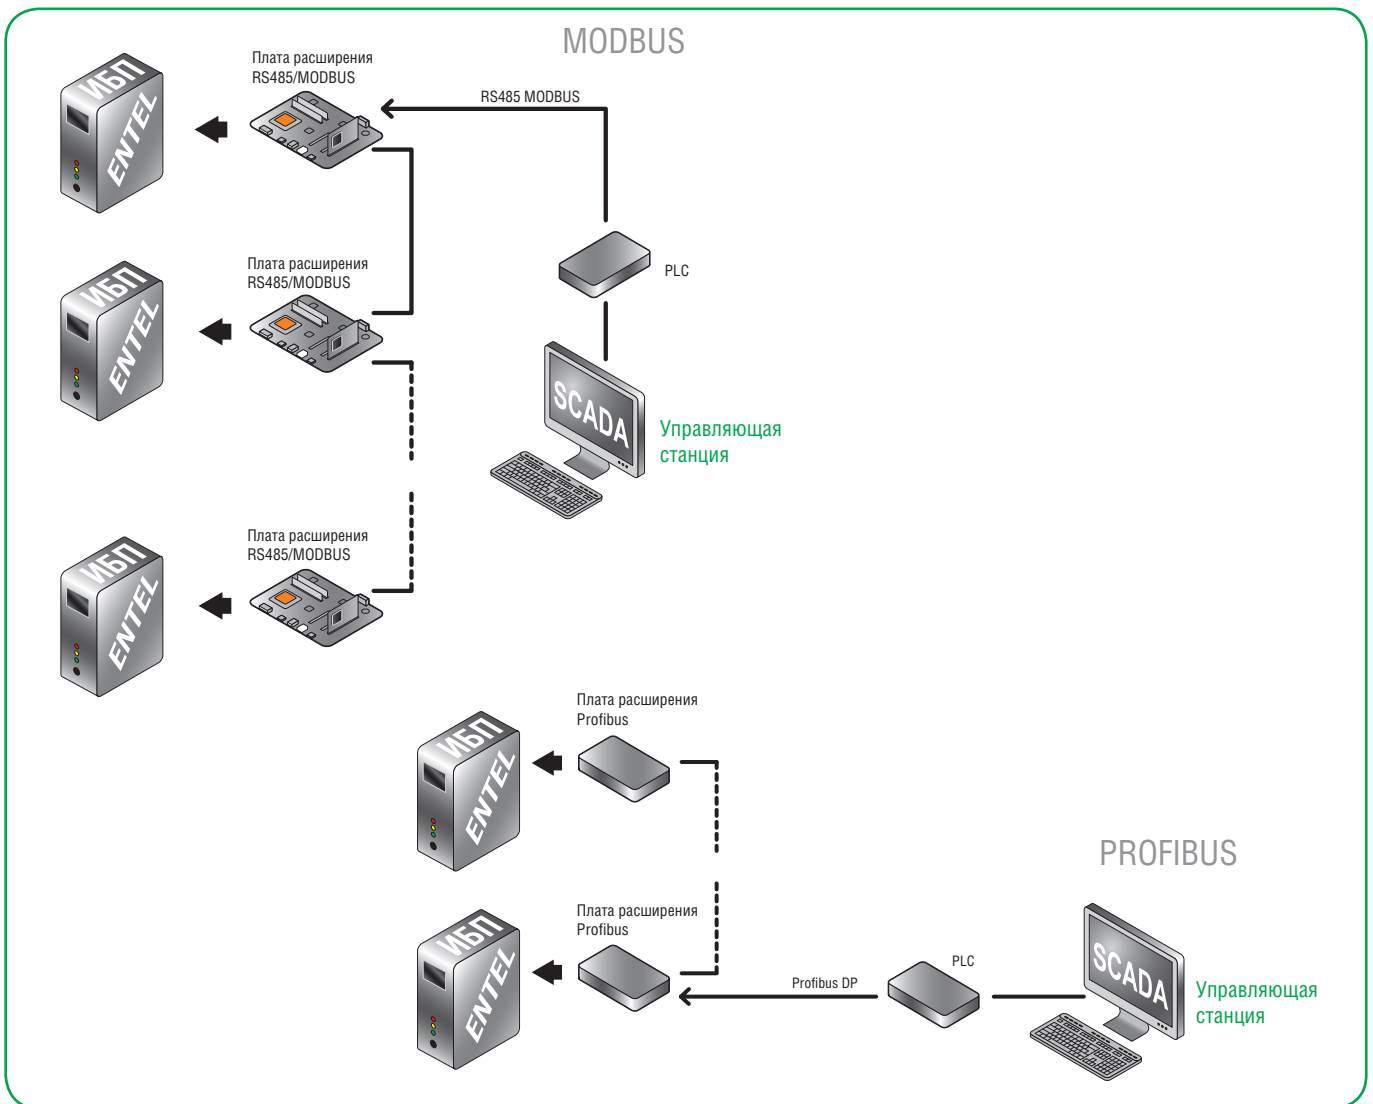 MODBUS
Плата расширения
RS485/MODBUS
RS485 MODBUS
ИБП
ENTEL
PLC
Плата расширения
RS485/MODBUS
ИБП
ENTEL
SCADA
Управляющая
станция
Плата расширения
RS485/MODBUS
ИБП
ENTEL
Плата расширения
Profibus
ИБП
ENTEL
PROFIBUS
Плата расширения
Profibus
ИБП
ENTEL
Profibus DP
PLC
SCADA
Управляющая
станция